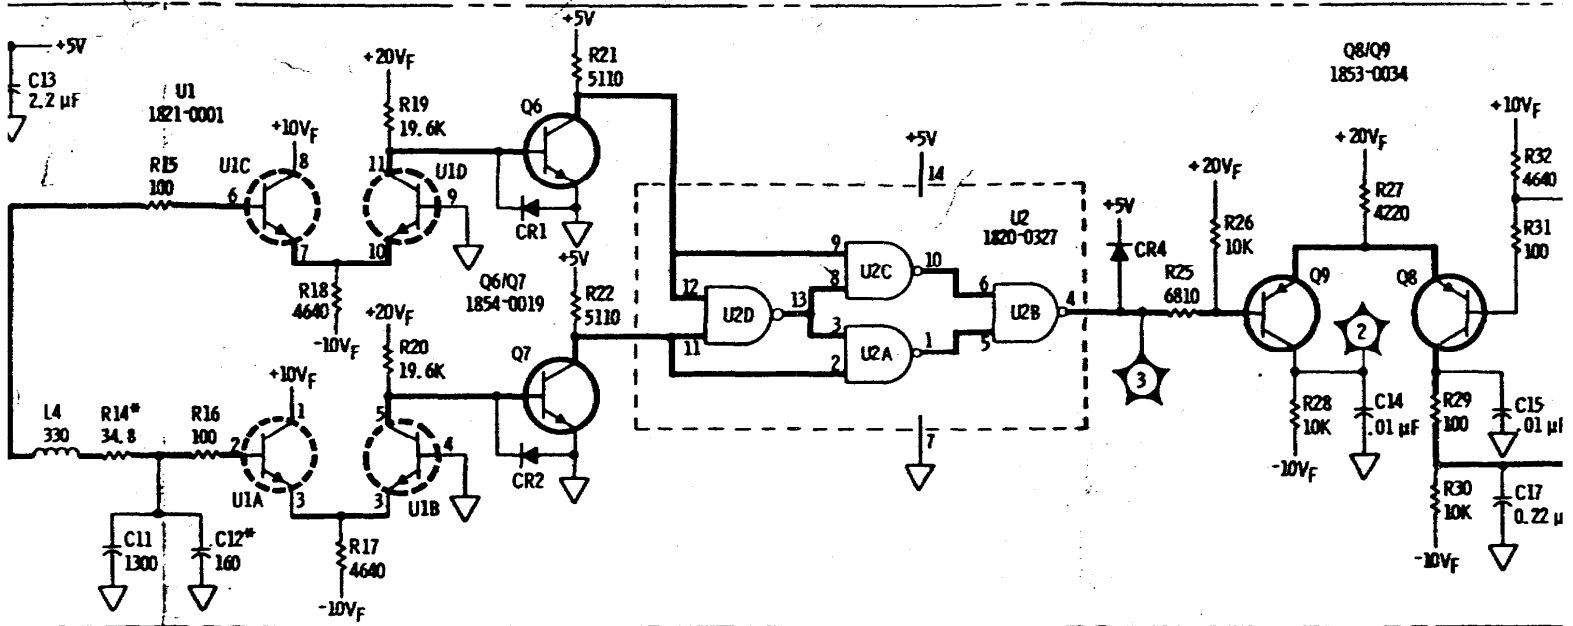 +5V
C13
2.2 µF
U1
1821-0001
+10VF
8
R15
100
U1C
6
7
+20VF
R19
19.6K
11
U1D
9
10
R18
4640
-10VF
+5V
R21
5110
Q6
CR1
+5V
Q6/Q7
1854-0019
R22
5110
+20VF
R20
19.6K
Q7
CR2
5
4
3
U1B
+10VF
1
L4
330
R14*
34.8
R16
100
2
U1A
3
C11
1300
C12*
160
R17
4640
-10VF
+5V
14
U2
1820-0327
9
8
U2C
10
12
11
U2D
13
3
2
U2A
1
6
5
U2B
4
7
+5V
CR4
3
R25
6810
+20VF
R26
10K
Q8/Q9
1853-0034
+20VF
R27
4220
Q9
Q8
2
R28
10K
-10VF
C14
.01 µF
+10VF
R32
4640
R31
100
R29
100
C15
.01 µF
R30
10K
-10VF
C17
0.22 µ